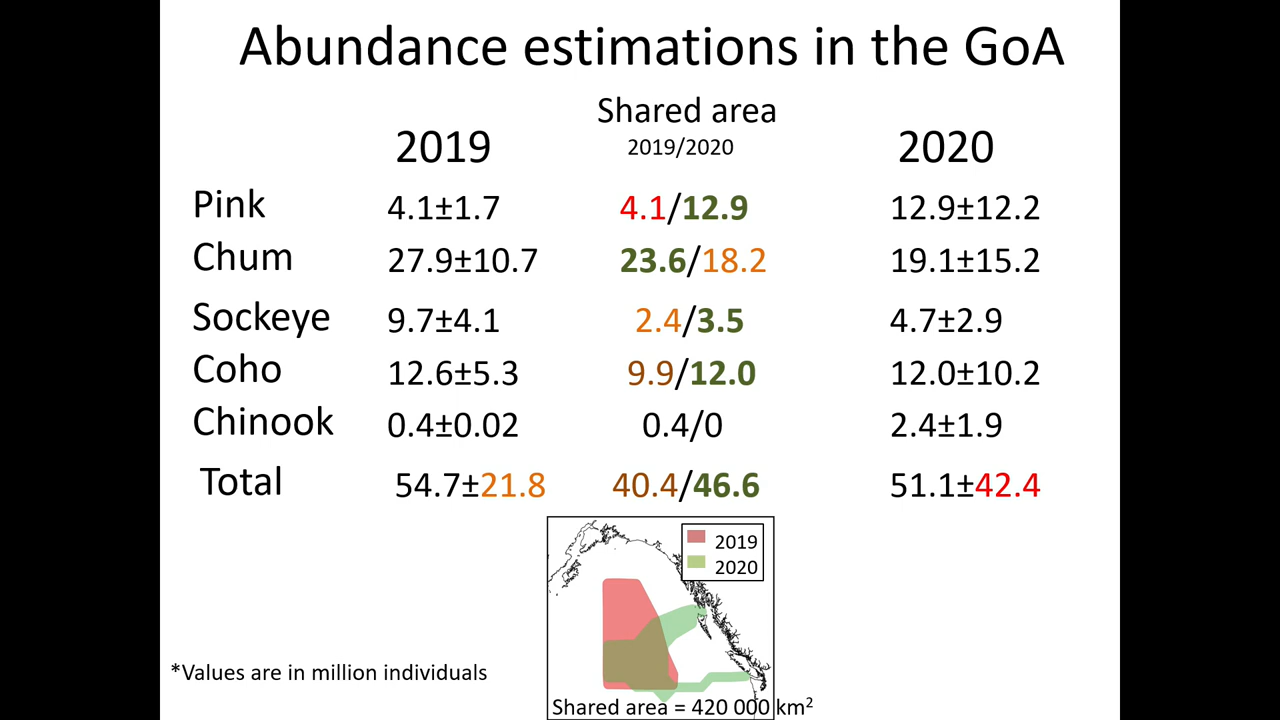 Abundance estimations in the GoA
Shared area
2019 2019/2020 2020
Pink 4.1±1.7 4.1/12.9 12.9±12.2
Chum 27.9±10.7 23.6/18.2 19.1±15.2
Sockeye 9.7±4.1 2.4/3.5 4.7±2.9
Coho 12.6±5.3 9.9/12.0 12.0±10.2
Chinook 0.4±0.02 0.4/0 2.4±1.9
Total 54.7±21.8 40.4/46.6 51.1±42.4
2019
2020
*Values are in million individuals
Shared area = 420 000 km²